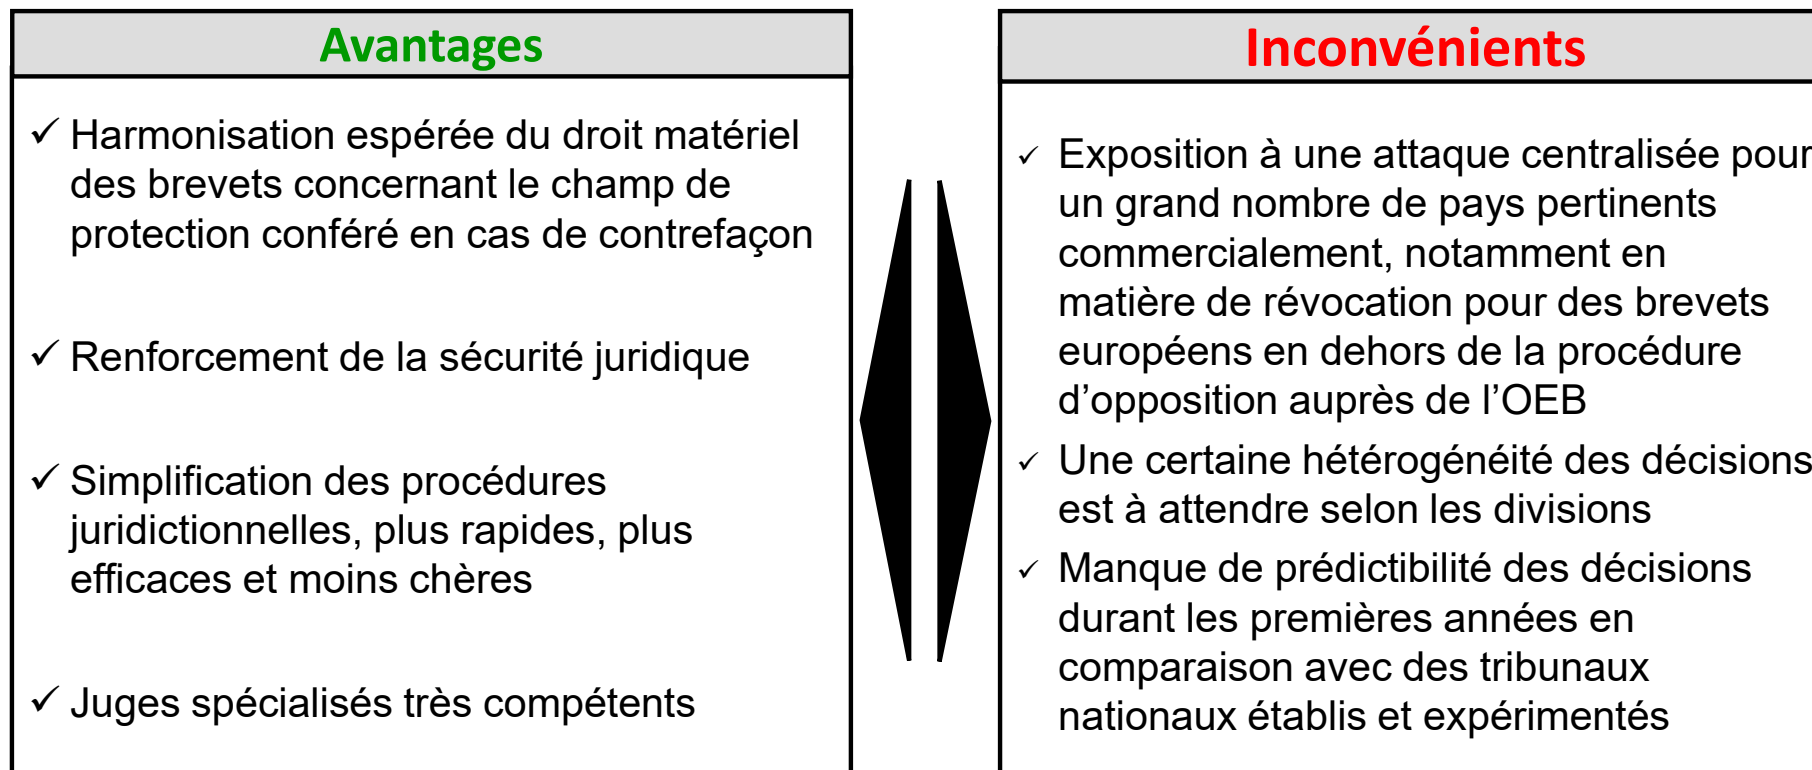 Avantages
✓ Harmonisation espérée du droit matériel
des brevets concernant le champ de
protection conféré en cas de contrefaçon
✓ Renforcement de la sécurité juridique
✓ Simplification des procédures
juridictionnelles, plus rapides, plus
efficaces et moins chères
✓ Juges spécialisés très compétents
Inconvénients
✓ Exposition à une attaque centralisée pour
un grand nombre de pays pertinents
commercialement, notamment en
matière de révocation pour des brevets
européens en dehors de la procédure
d’opposition auprès de l’OEB
✓ Une certaine hétérogénéité des décisions
est à attendre selon les divisions
✓ Manque de prédictibilité des décisions
durant les premières années en
comparaison avec des tribunaux
nationaux établis et expérimentés